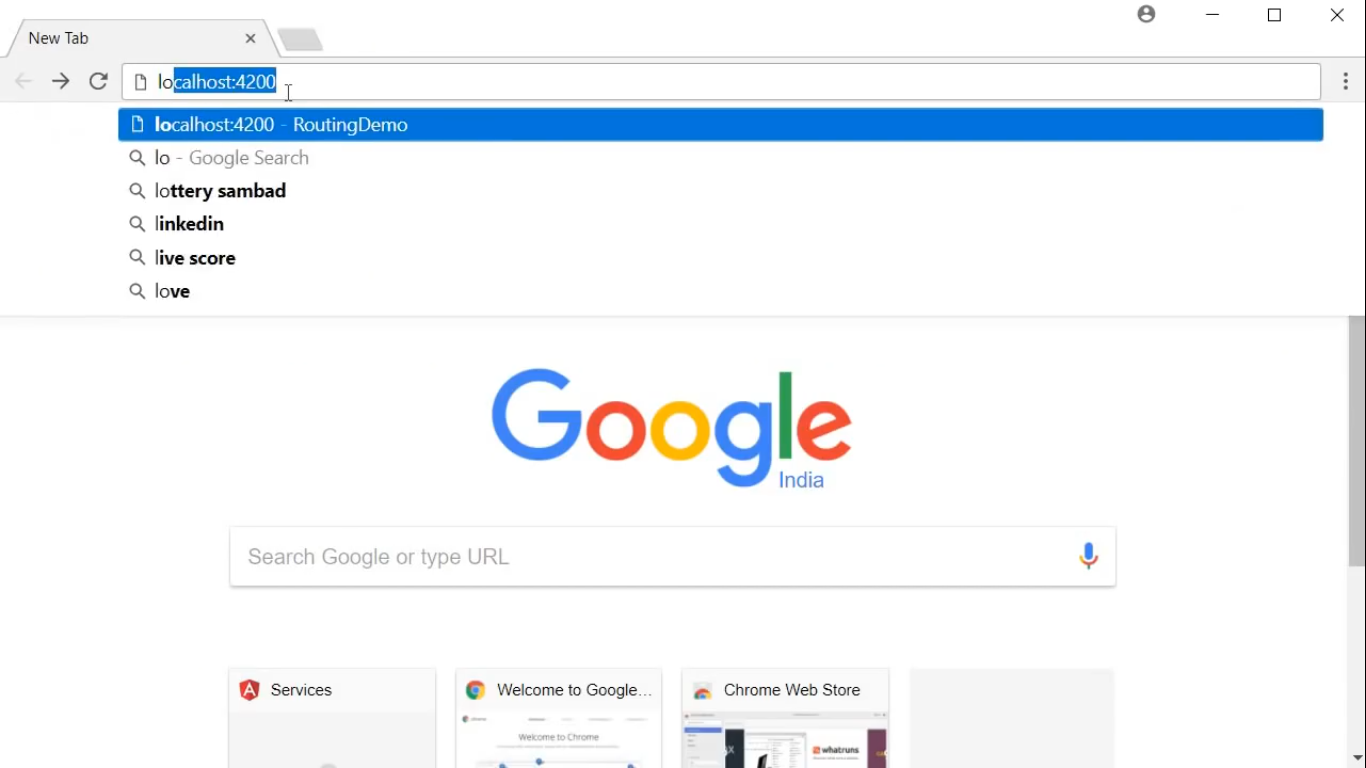 New Tab
localhost:4200
localhost:4200 - RoutingDemo
lo - Google Search
lottery sambad
linkedin
live score
love
Google
India
Search Google or type URL
Services
Welcome to Google...
Chrome Web Store
Welcome to Chrome
whatruns